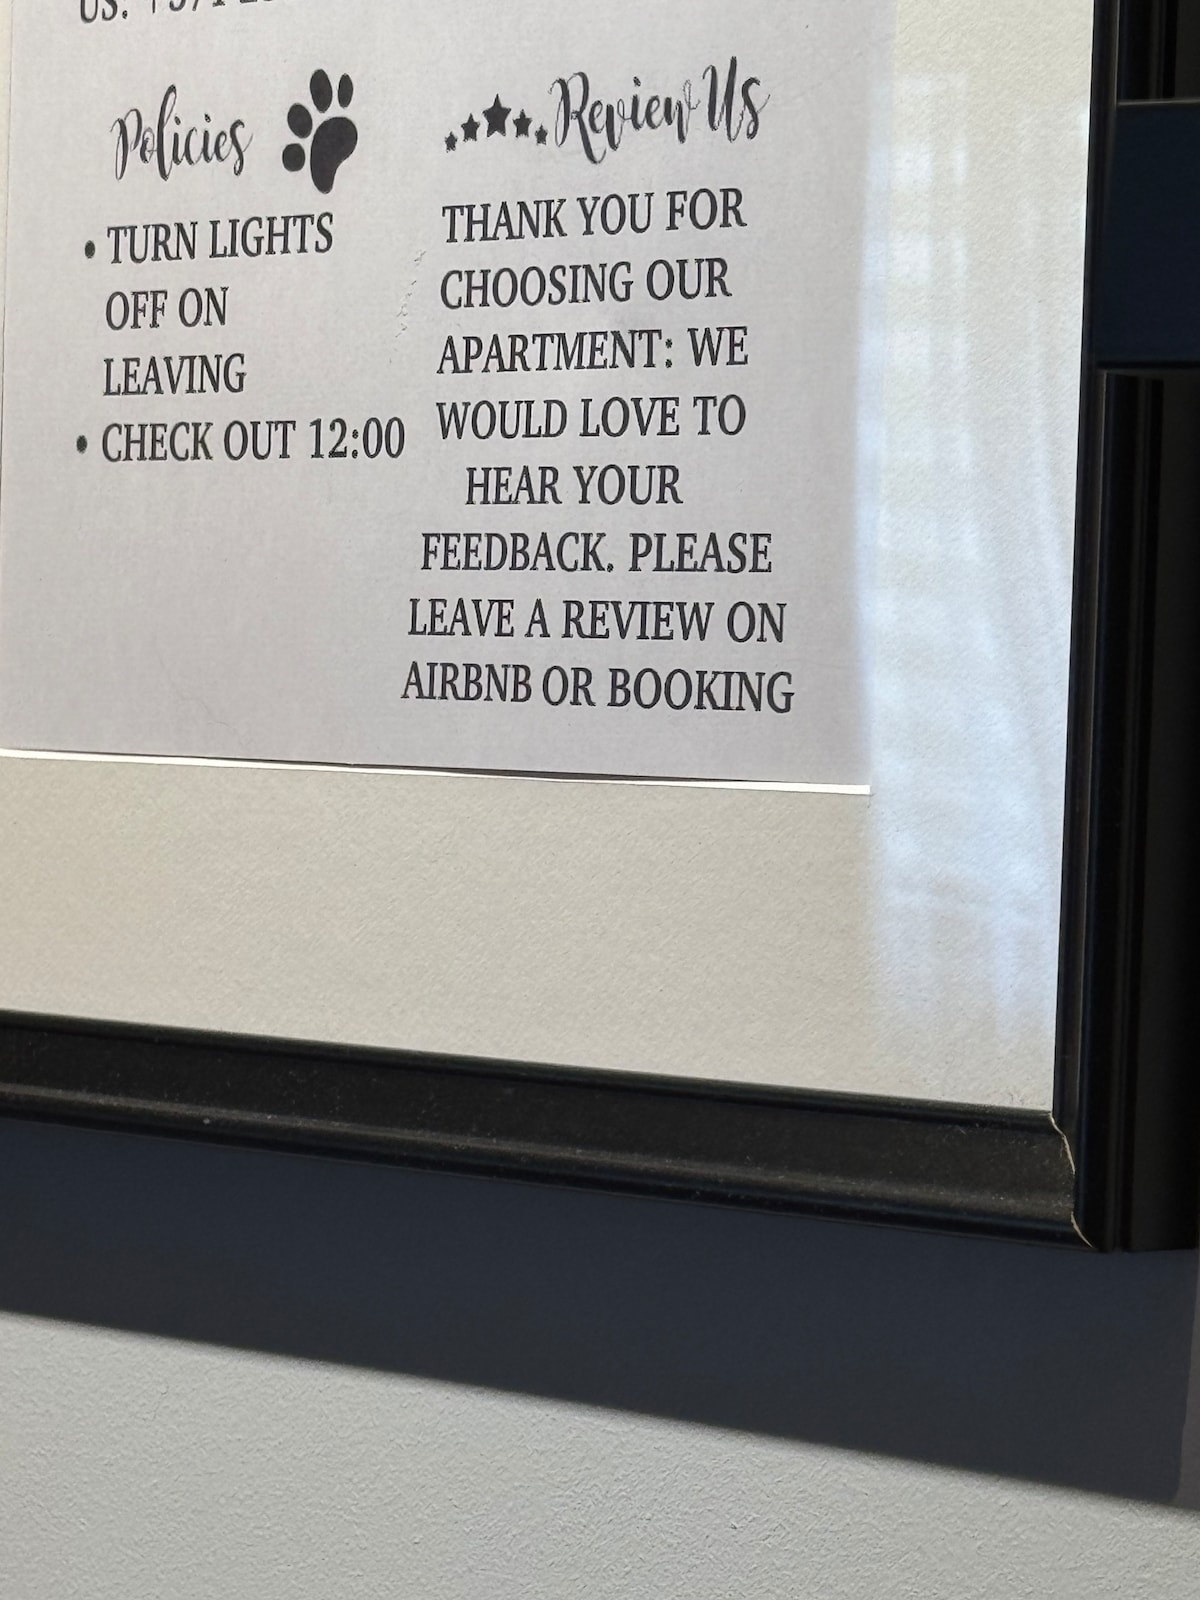 US:
Policies
• TURN LIGHTS
OFF ON
LEAVING
• CHECK OUT 12:00
Review Us
THANK YOU FOR
CHOOSING OUR
APARTMENT: WE
WOULD LOVE TO
HEAR YOUR
FEEDBACK. PLEASE
LEAVE A REVIEW ON
AIRBNB OR BOOKING